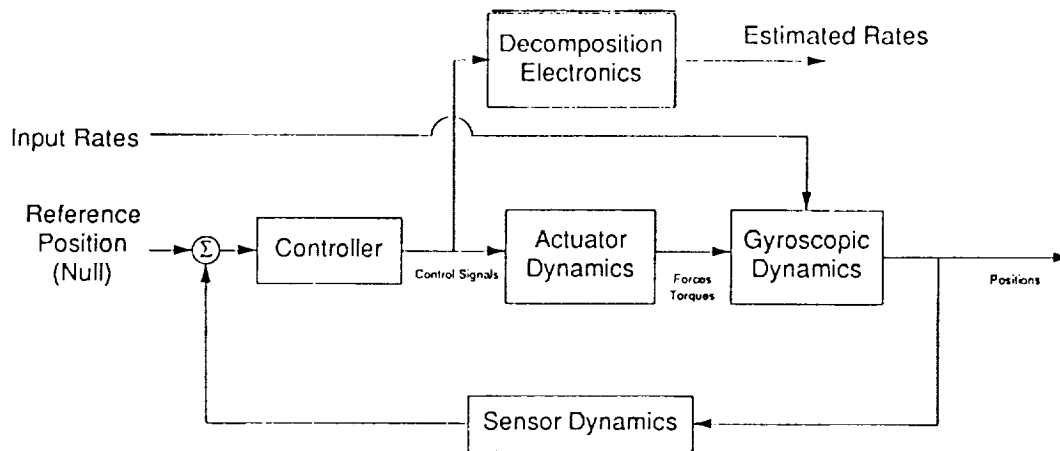 Decomposition
Electronics
Estimated Rates
Input Rates
Reference
Position
(Null)
Σ
Controller
Control Signals
Actuator
Dynamics
Forces
Torques
Gyroscopic
Dynamics
Positions
Sensor Dynamics